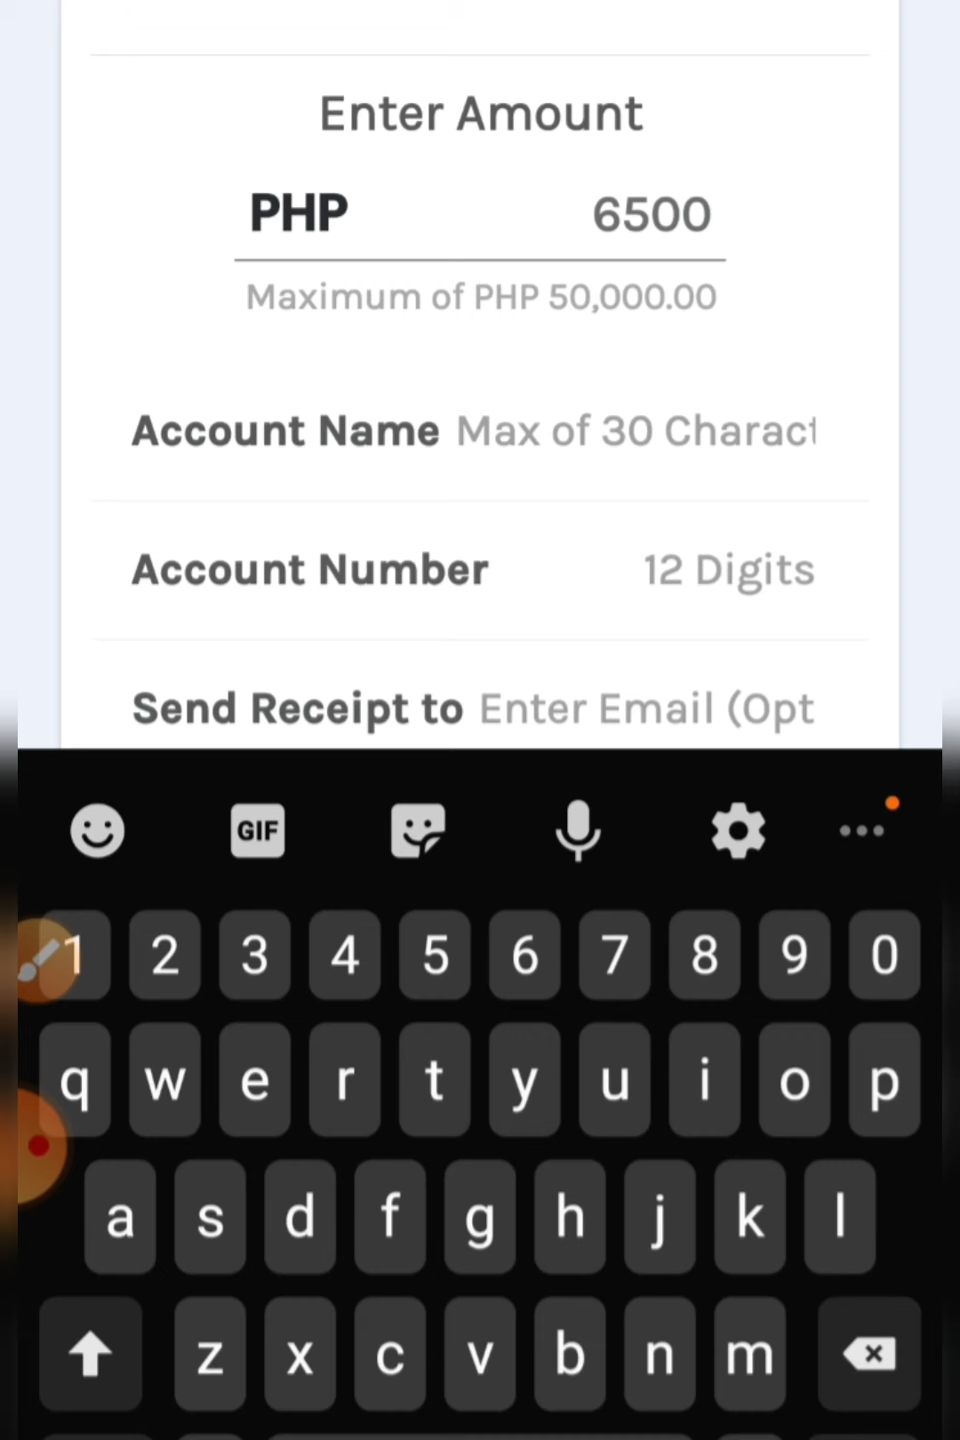 Enter Amount
PHP 6500
Maximum of PHP 50,000.00
Account Name Max of 30 Charact
Account Number 12 Digits
Send Receipt to Enter Email (Opt
GIF
1 2 3 4 5 6 7 8 9 0
q w e r t y u i o p
a s d f g h j k l
z x c v b n m